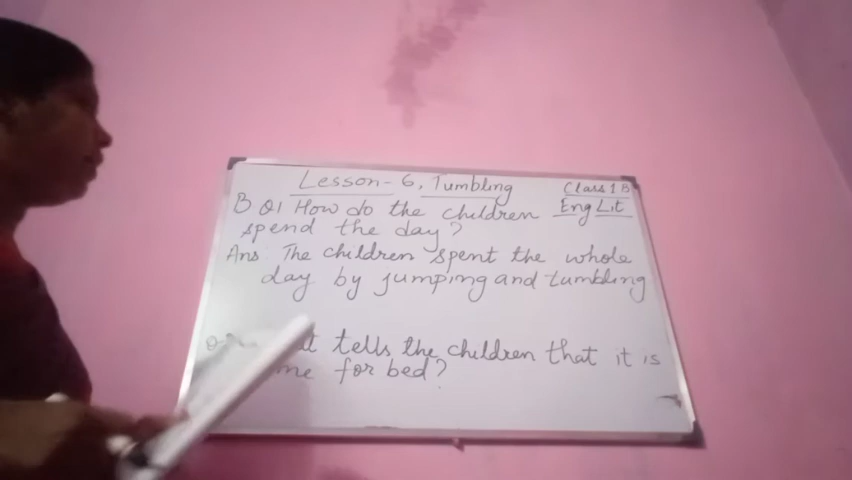 Lesson-6, Tumbling
Class 1 B
Eng Lit
B Q1 How do the children
spend the day?
Ans The children spent the whole
day by jumping and tumbling
tells the children that it is
for bed?